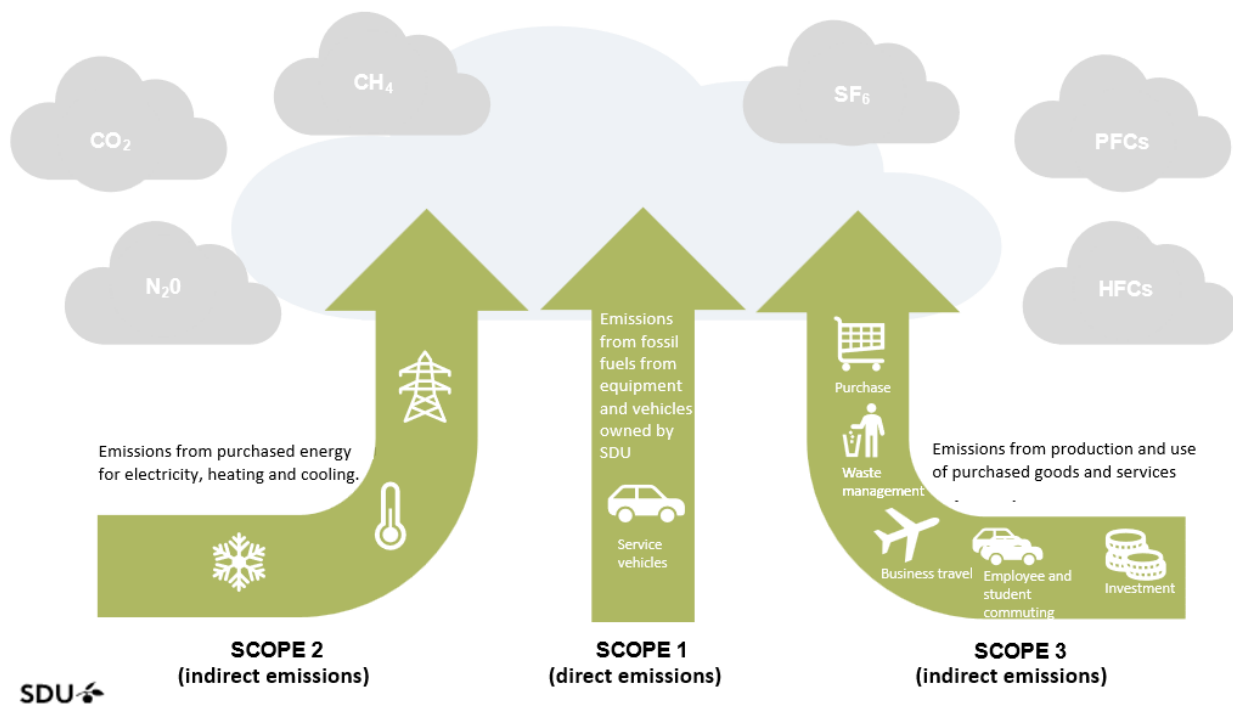 CH₄
SF₆
CO₂
PFCs
N₂0
HFCs
Emissions from purchased energy
for electricity, heating and cooling.
Emissions
from fossil
fuels from
equipment
and vehicles
owned by
SDU
Service
vehicles
Purchase
Waste
management
Business travel
Employee and
student
commuting
Investment
Emissions from production and use
of purchased goods and services
SCOPE 2
(indirect emissions)
SCOPE 1
(direct emissions)
SCOPE 3
(indirect emissions)
SDU